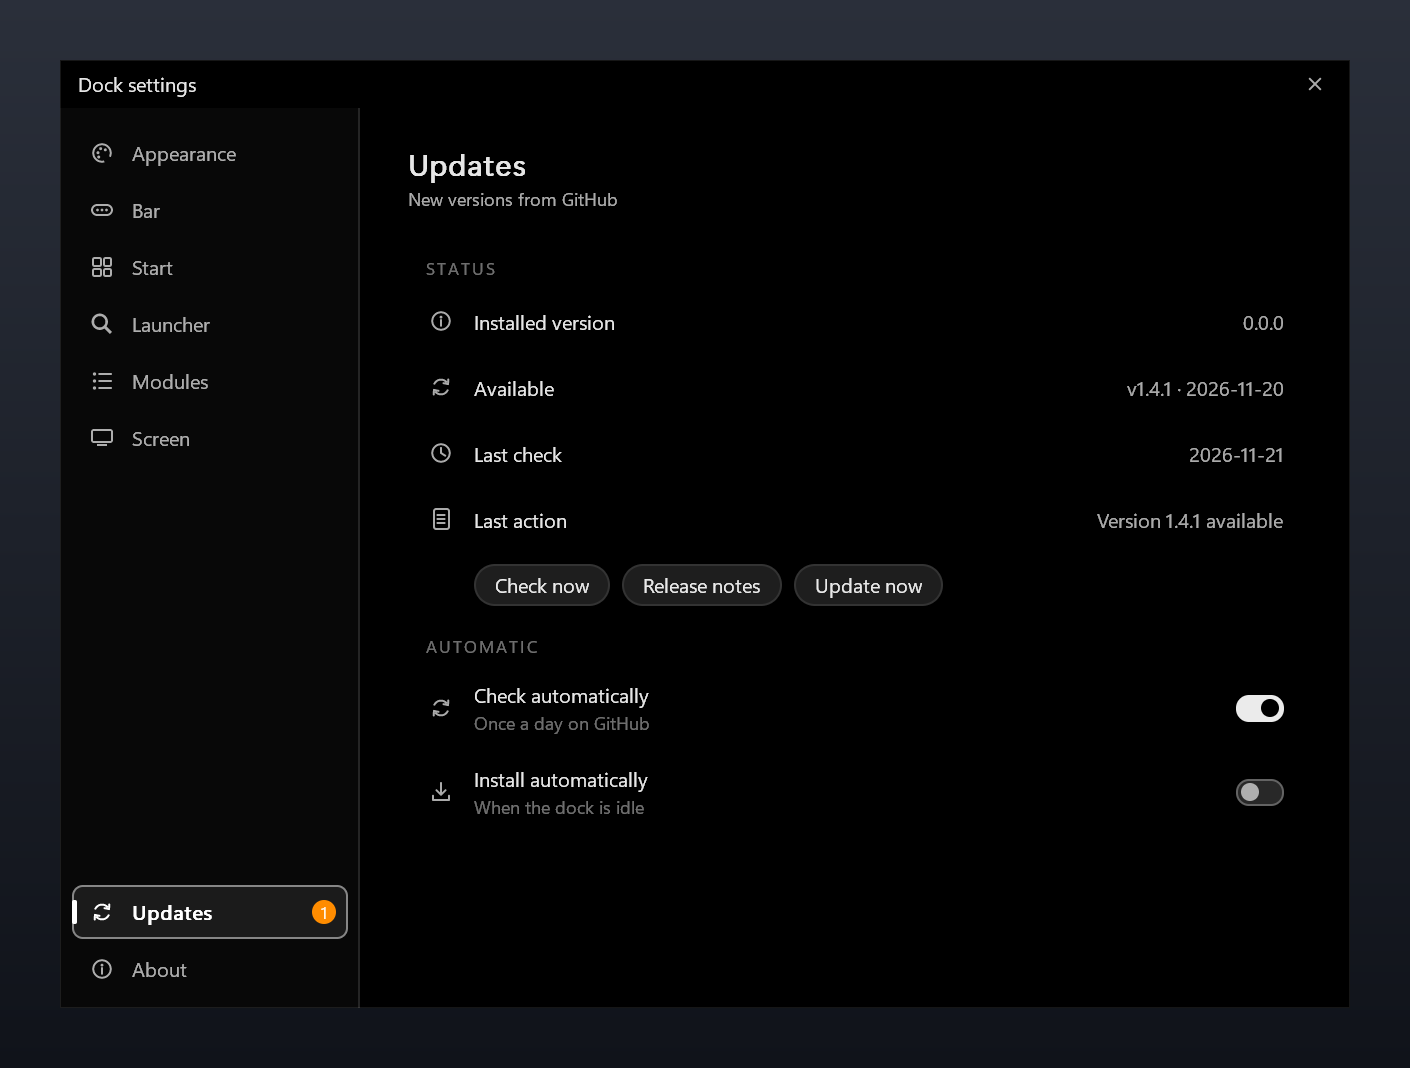 Dock settings
Appearance
Bar
Start
Launcher
Modules
Screen
Updates
1
About
Updates
New versions from GitHub
STATUS
Installed version
0.0.0
Available
v1.4.1 · 2026-11-20
Last check
2026-11-21
Last action
Version 1.4.1 available
Check now
Release notes
Update now
AUTOMATIC
Check automatically
Once a day on GitHub
Install automatically
When the dock is idle